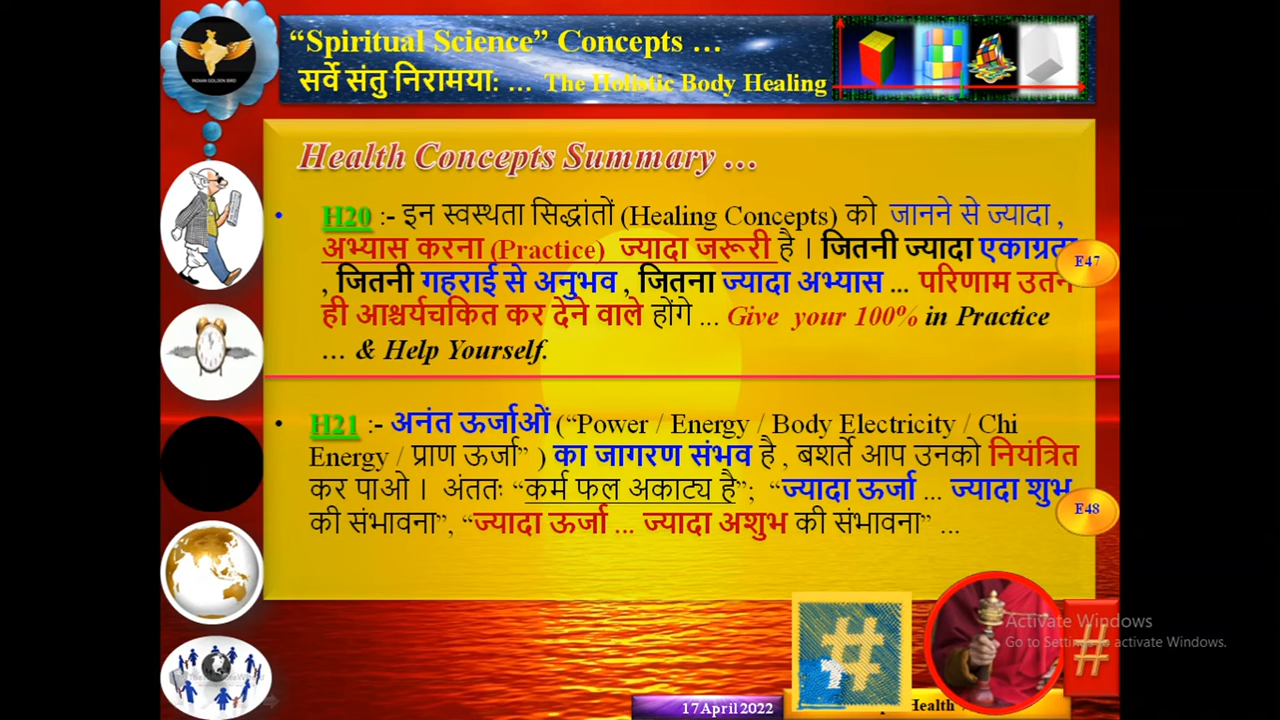 “Spiritual Science” Concepts …
सर्वे संतु निरामया: … The Holistic Body Healing
INDIAN GOLDEN BIRD
Health Concepts Summary …
• H20 :- इन स्वस्थता सिद्धांतों (Healing Concepts) को जानने से ज्यादा ,
अभ्यास करना (Practice) ज्यादा जरूरी है । जितनी ज्यादा एकाग्रता
E47
, जितनी गहराई से अनुभव , जितना ज्यादा अभ्यास … परिणाम उतने
ही आश्चर्यचकित कर देने वाले होंगे … Give your 100% in Practice
… & Help Yourself.
• H21 :- अनंत ऊर्जाओं (“Power / Energy / Body Electricity / Chi
Energy / प्राण ऊर्जा” ) का जागरण संभव है , बशर्ते आप उनको नियंत्रित
कर पाओ । अंततः “कर्म फल अकाट्य है”; “ज्यादा ऊर्जा … ज्यादा शुभ
E48
की संभावना”, “ज्यादा ऊर्जा … ज्यादा अशुभ की संभावना” …
#
#
Activate Windows
Go to Settings to activate Windows.
17April2022
Health